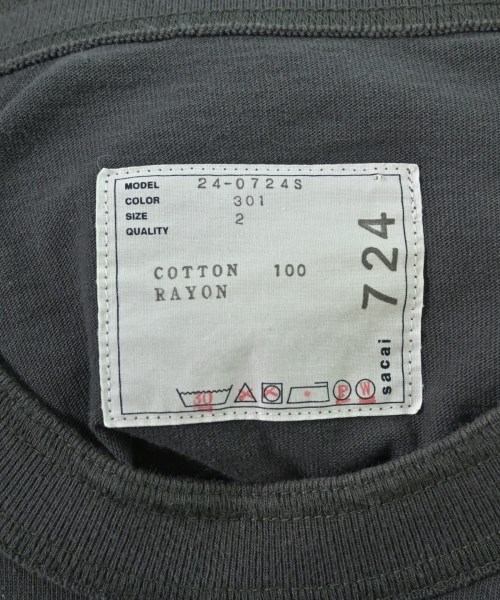 MODEL 24-0724S
COLOR 301
SIZE 2
QUALITY
COTTON 100
RAYON
30 P W
sacai 724